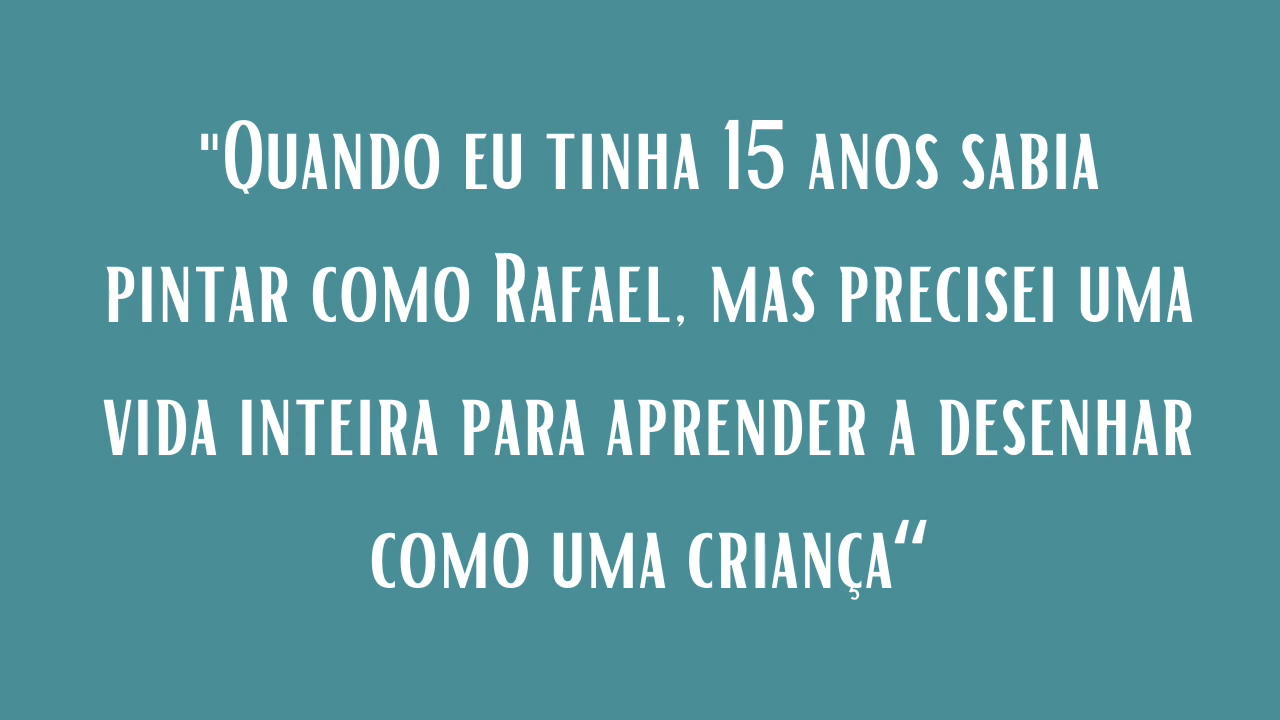 "Quando eu tinha 15 anos sabia
pintar como Rafael, mas precisei uma
vida inteira para aprender a desenhar
como uma criança“